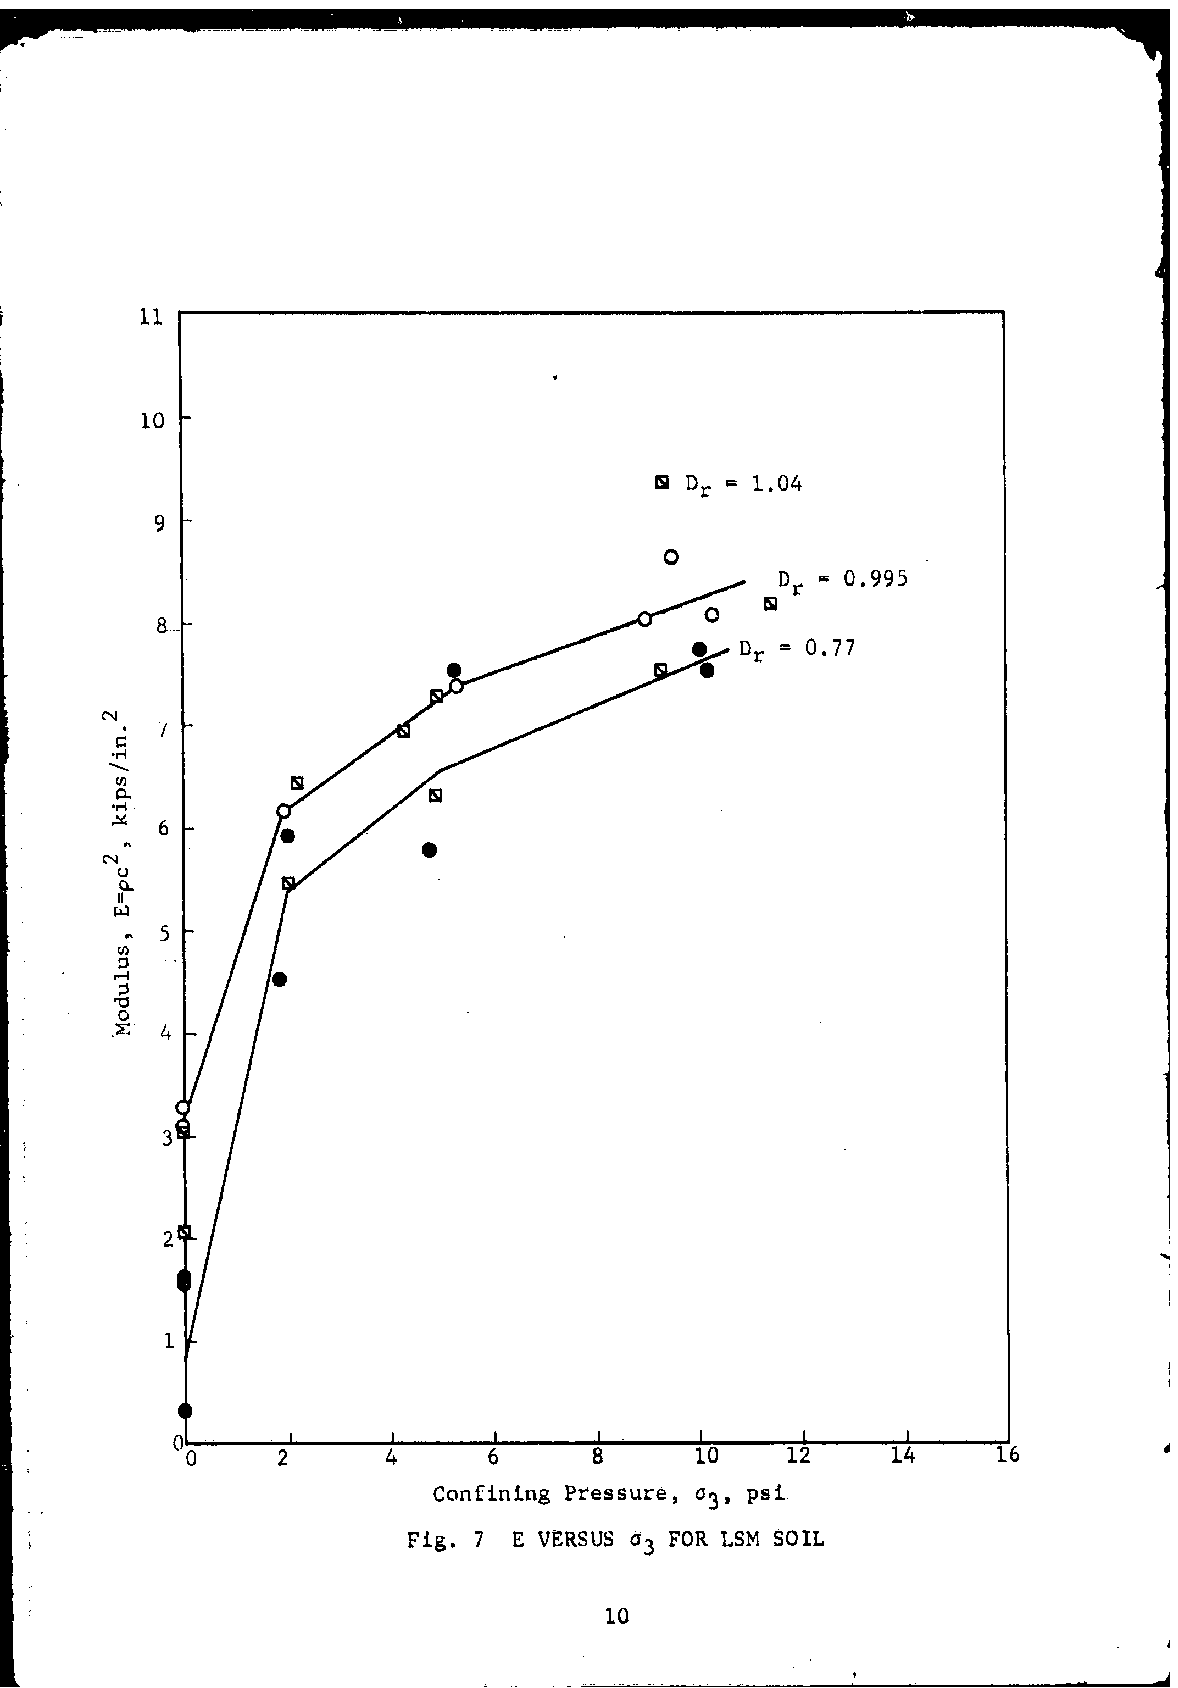 11
10
9
8
7
6
5
4
3
2
1
0
Modulus, E=ρc², kips/in.²
D_r = 1.04
D_r = 0.995
D_r = 0.77
0 2 4 6 8 10 12 14 16
Confining Pressure, σ₃, psi
Fig. 7 E VERSUS σ₃ FOR LSM SOIL
10